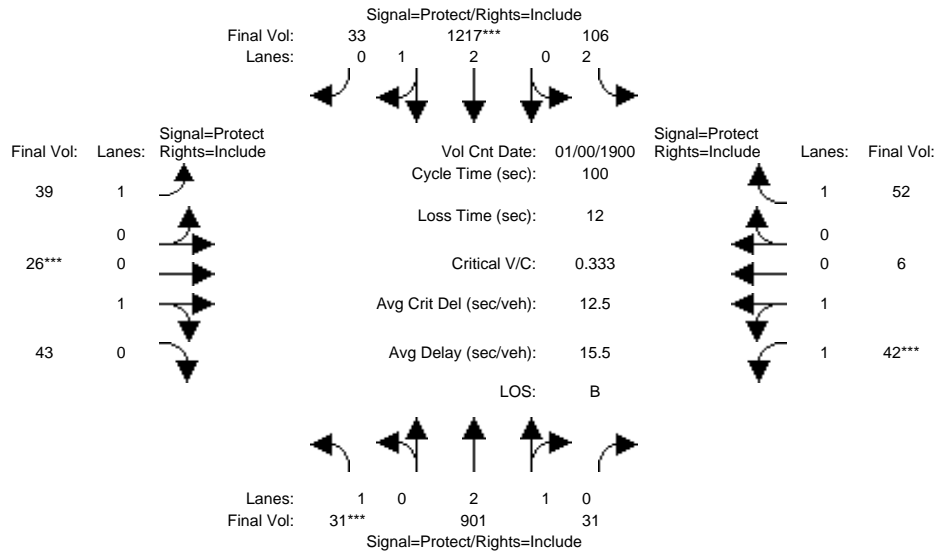 Signal=Protect/Rights=Include
Final Vol: 33 1217*** 106
Lanes: 0 1 2 0 2
Signal=Protect
Final Vol: Lanes: Rights=Include
Vol Cnt Date: 01/00/1900
Signal=Protect
Rights=Include Lanes: Final Vol:
Cycle Time (sec): 100
39 1
1 52
Loss Time (sec): 12
0
0
26*** 0
Critical V/C: 0.333
0 6
1
Avg Crit Del (sec/veh): 12.5
1
43 0
Avg Delay (sec/veh): 15.5
1 42***
LOS: B
Lanes: 1 0 2 1 0
Final Vol: 31*** 901 31
Signal=Protect/Rights=Include